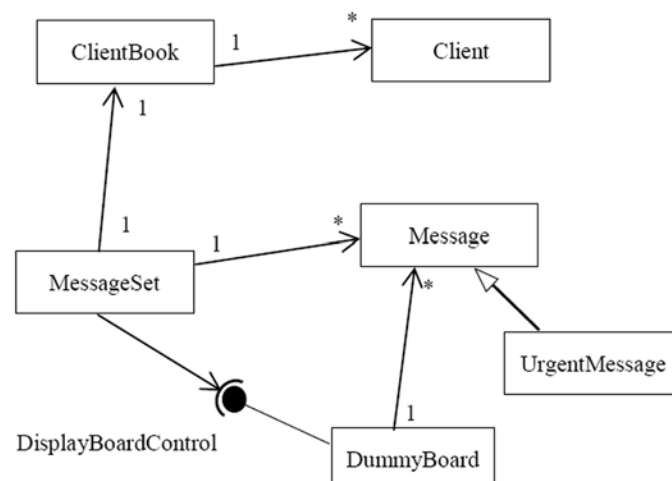 ClientBook
1
*
Client
1
1
MessageSet
1
*
Message
*
UrgentMessage
DisplayBoardControl
1
DummyBoard